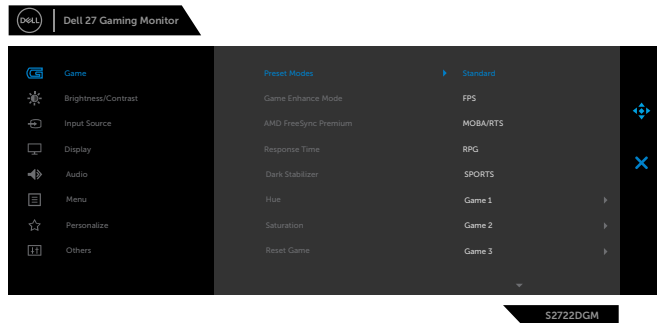 DELL
Dell 27 Gaming Monitor
Game
Preset Modes
Standard
Brightness/Contrast
Game Enhance Mode
FPS
Input Source
AMD FreeSync Premium
MOBA/RTS
Display
Response Time
RPG
Audio
Dark Stabilizer
SPORTS
Menu
Hue
Game 1
Personalize
Saturation
Game 2
Others
Reset Game
Game 3
S2722DGM